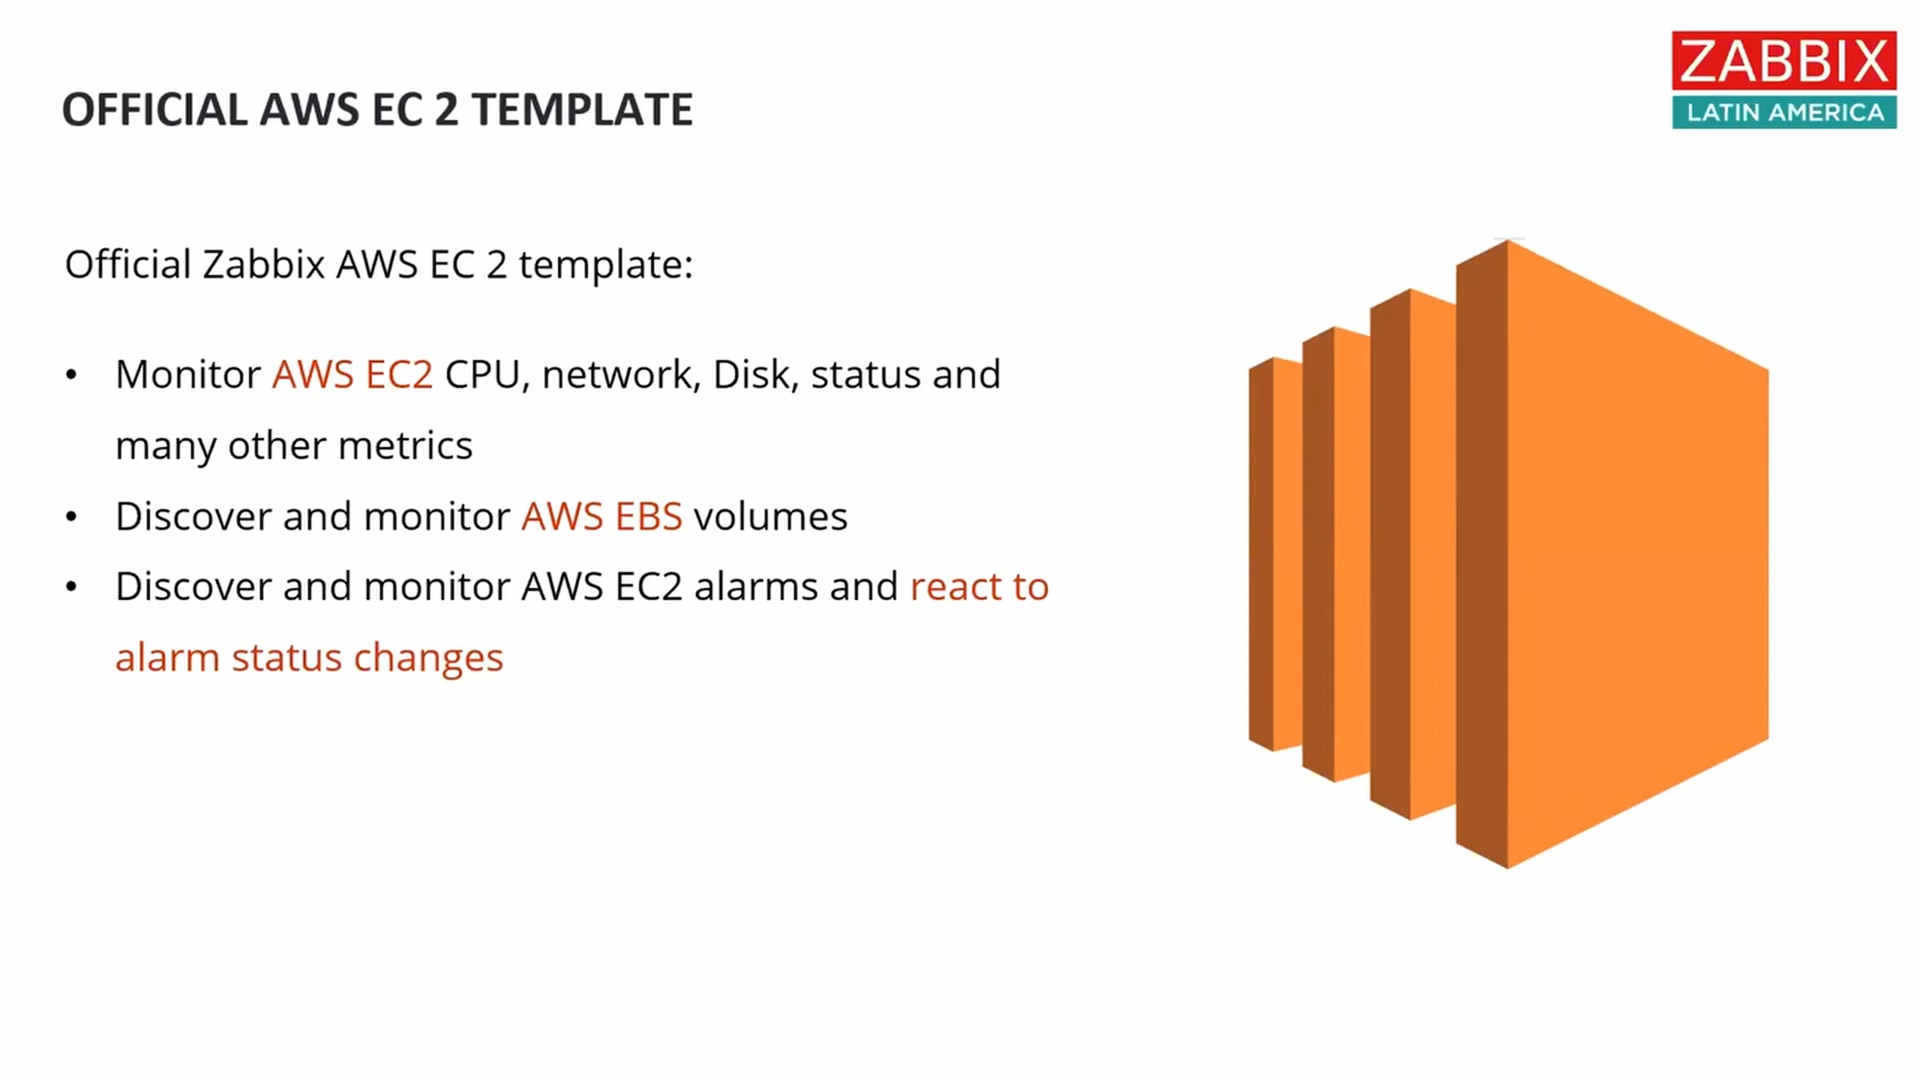 ZABBIX
LATIN AMERICA
OFFICIAL AWS EC 2 TEMPLATE
Official Zabbix AWS EC 2 template:
• Monitor AWS EC2 CPU, network, Disk, status and
many other metrics
• Discover and monitor AWS EBS volumes
• Discover and monitor AWS EC2 alarms and react to
alarm status changes